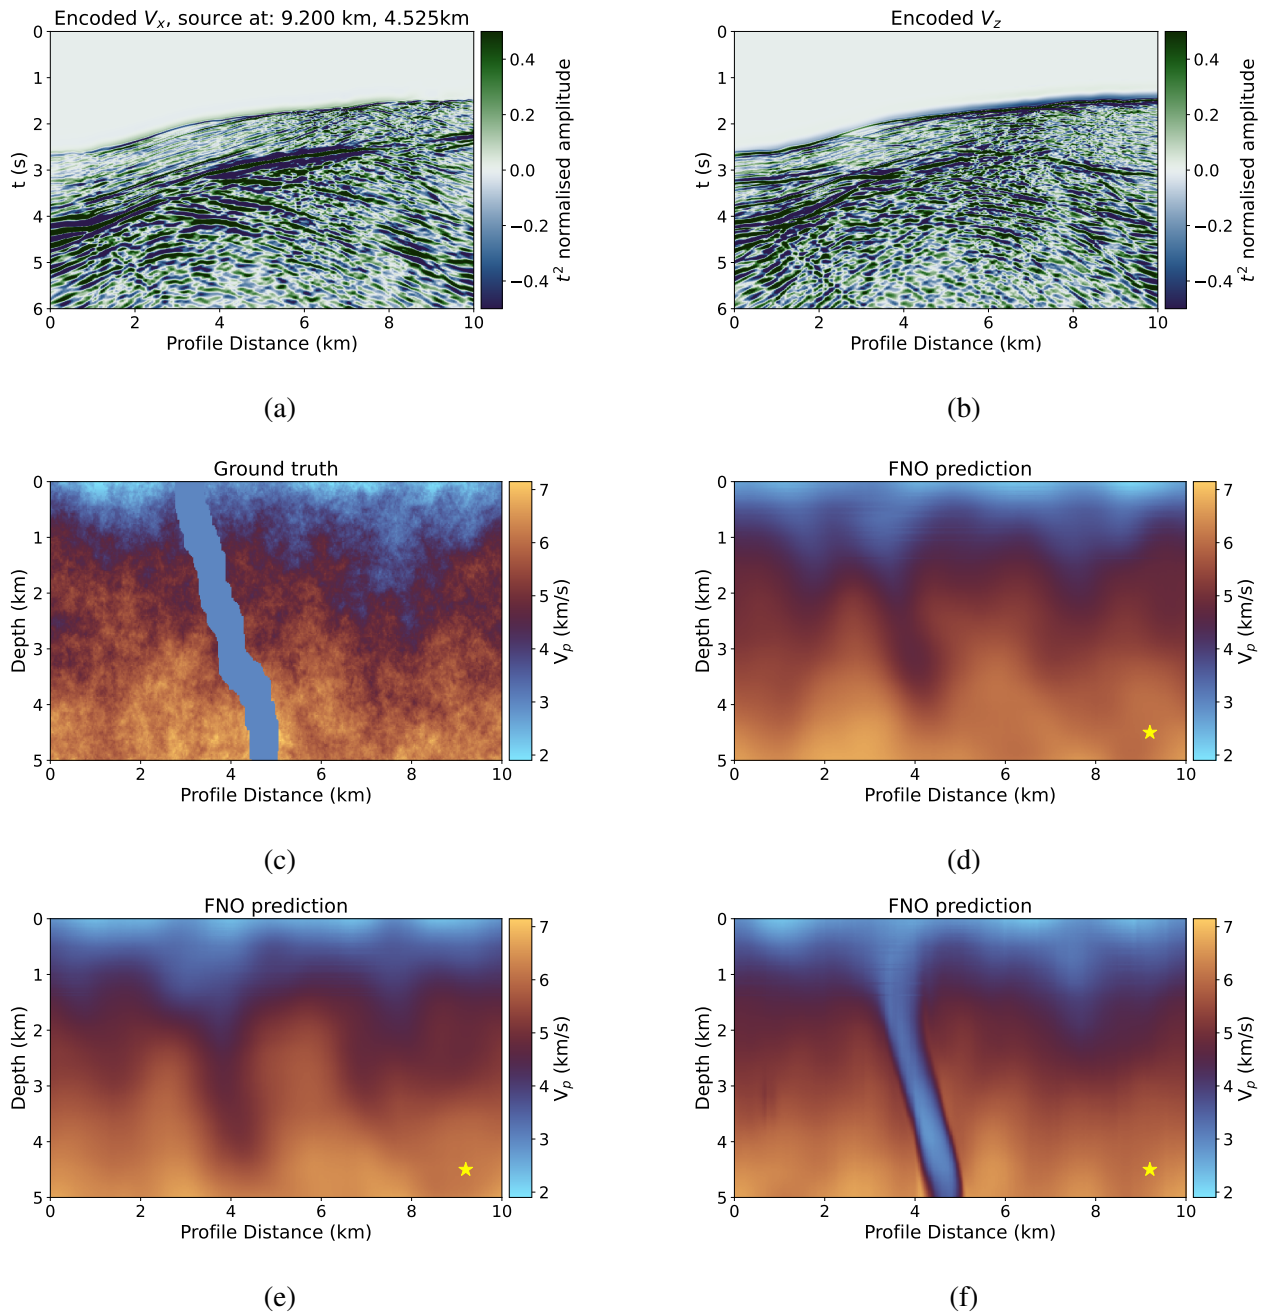 Encoded Vx, source at: 9.200 km, 4.525km
0
1
2
3
4
5
6
t (s)
0 2 4 6 8 10
Profile Distance (km)
0.4
0.2
0.0
−0.2
−0.4
t² normalised amplitude
(a)
Encoded Vz
0
1
2
3
4
5
6
t (s)
0 2 4 6 8 10
Profile Distance (km)
0.4
0.2
0.0
−0.2
−0.4
t² normalised amplitude
(b)
Ground truth
0
1
2
3
4
5
Depth (km)
0 2 4 6 8 10
Profile Distance (km)
7
6
5
4
3
2
Vp (km/s)
(c)
FNO prediction
0
1
2
3
4
5
Depth (km)
0 2 4 6 8 10
Profile Distance (km)
7
6
5
4
3
2
Vp (km/s)
(d)
FNO prediction
0
1
2
3
4
5
Depth (km)
0 2 4 6 8 10
Profile Distance (km)
7
6
5
4
3
2
Vp (km/s)
(e)
FNO prediction
0
1
2
3
4
5
Depth (km)
0 2 4 6 8 10
Profile Distance (km)
7
6
5
4
3
2
Vp (km/s)
(f)